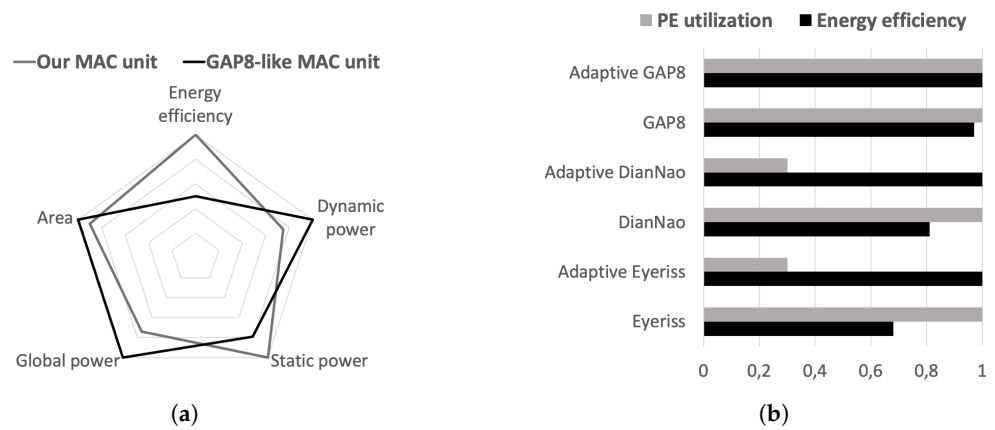 Our MAC unit GAP8-like MAC unit
Energy
efficiency
Dynamic
power
Area
Global power
Static power
(a)
PE utilization Energy efficiency
Adaptive GAP8
GAP8
Adaptive DianNao
DianNao
Adaptive Eyeriss
Eyeriss
0 0,2 0,4 0,6 0,8 1
(b)